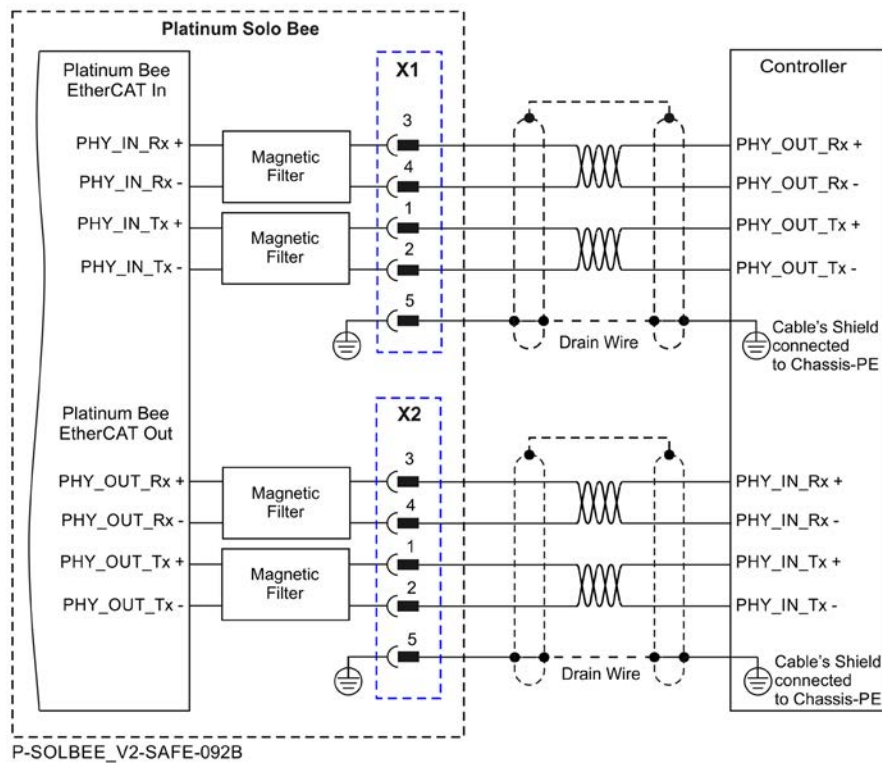 Platinum Solo Bee
Platinum Bee
EtherCAT In
X1
Controller
3
PHY_IN_Rx +
Magnetic
Filter
PHY_OUT_Rx +
4
PHY_IN_Rx -
PHY_OUT_Rx -
1
PHY_IN_Tx +
Magnetic
Filter
PHY_OUT_Tx +
2
PHY_IN_Tx -
PHY_OUT_Tx -
5
Drain Wire
Cable's Shield
connected
to Chassis-PE
Platinum Bee
EtherCAT Out
X2
3
PHY_OUT_Rx +
Magnetic
Filter
PHY_IN_Rx +
4
PHY_OUT_Rx -
PHY_IN_Rx -
1
PHY_OUT_Tx +
Magnetic
Filter
PHY_IN_Tx +
2
PHY_OUT_Tx -
PHY_IN_Tx -
5
Drain Wire
Cable's Shield
connected
to Chassis-PE
P-SOLBEE_V2-SAFE-092B